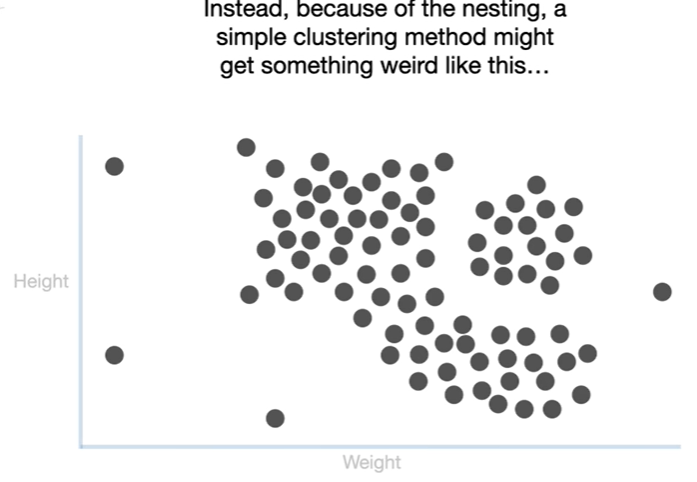 Instead, because of the nesting, a
simple clustering method might
get something weird like this...
Height
Weight